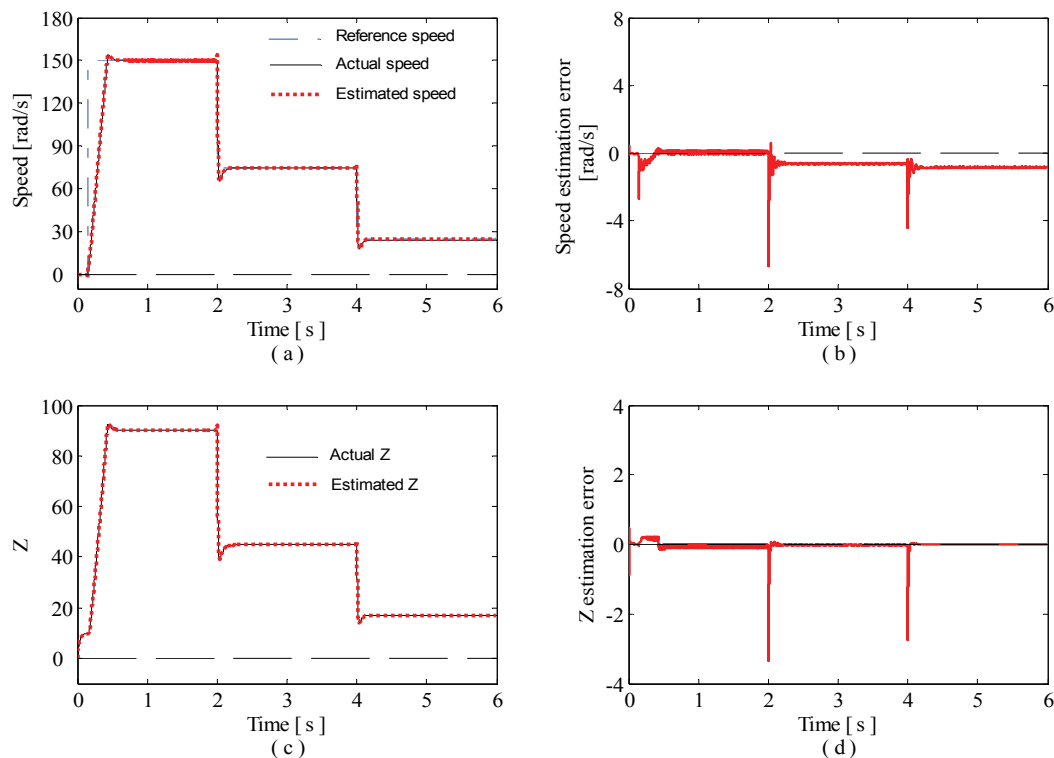 150
120
90
60
30
0
Speed [rad/s]
Reference speed
Actual speed
Estimated speed
0 1 2 3 4 5 6
Time [ s ]
( a )
8
4
0
-4
-8
Speed estimation error
[rad/s]
0 1 2 3 4 5 6
Time [ s ]
( b )
100
80
60
40
20
0
Z
Actual Z
Estimated Z
0 1 2 3 4 5 6
Time [ s ]
( c )
4
2
0
-2
-4
Z estimation error
0 1 2 3 4 5 6
Time [ s ]
( d )